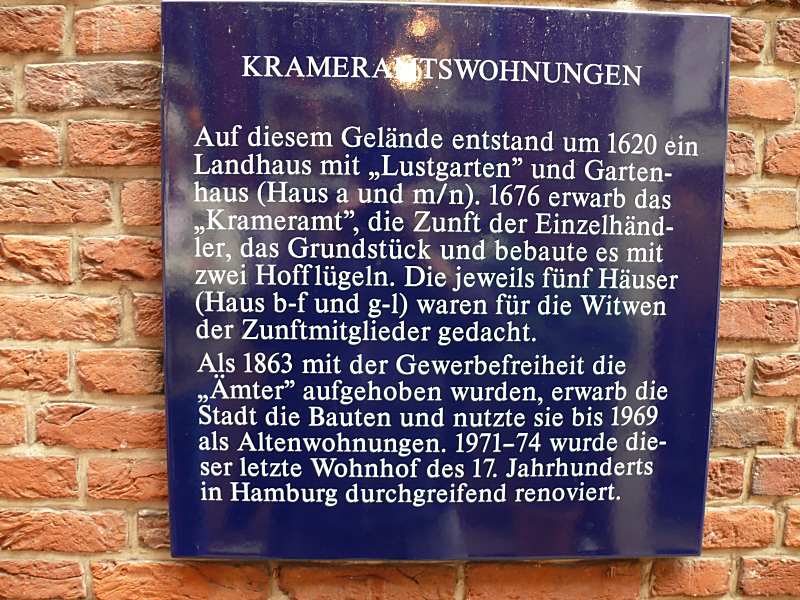 KRAMERAMTSWOHNUNGEN
Auf diesem Gelände entstand um 1620 ein
Landhaus mit „Lustgarten” und Garten-
haus (Haus a und m/n). 1676 erwarb das
„Krameramt”, die Zunft der Einzelhänd-
ler, das Grundstück und bebaute es mit
zwei Hofflügeln. Die jeweils fünf Häuser
(Haus b-f und g-l) waren für die Witwen
der Zunftmitglieder gedacht.
Als 1863 mit der Gewerbefreiheit die
„Ämter” aufgehoben wurden, erwarb die
Stadt die Bauten und nutzte sie bis 1969
als Altenwohnungen. 1971-74 wurde die-
ser letzte Wohnhof des 17. Jahrhunderts
in Hamburg durchgreifend renoviert.